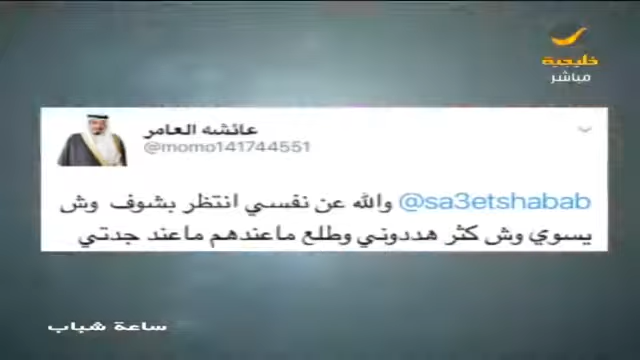 خليجية
مباشر
عائشه العامر
@momo141744551
@sa3etshabab والله عن نفسي انتظر بشوف وش
يسوي وش كثر هددوني وطلع ماعندهم ماعند جدتي
ساعة شباب